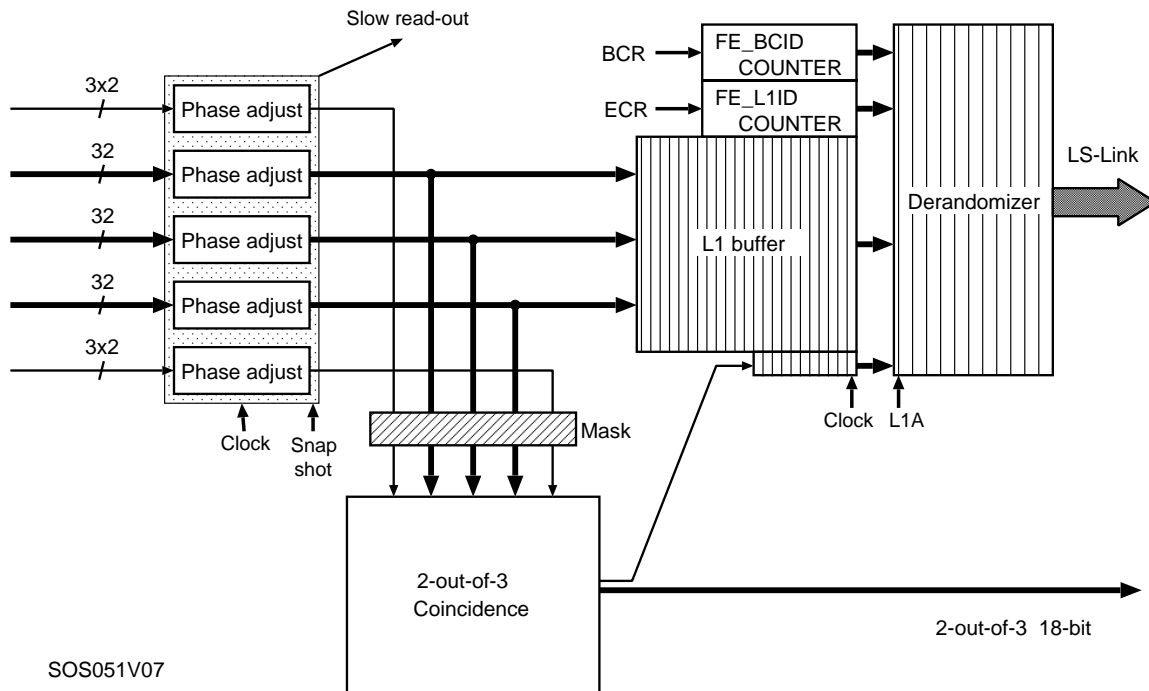 Slow read-out
BCR
FE_BCID
COUNTER
3x2
Phase adjust
ECR
FE_L1ID
COUNTER
32
Phase adjust
LS-Link
Derandomizer
32
Phase adjust
L1 buffer
32
Phase adjust
3x2
Phase adjust
Clock
Snap
shot
Mask
Clock
L1A
2-out-of-3
Coincidence
2-out-of-3 18-bit
SOS051V07